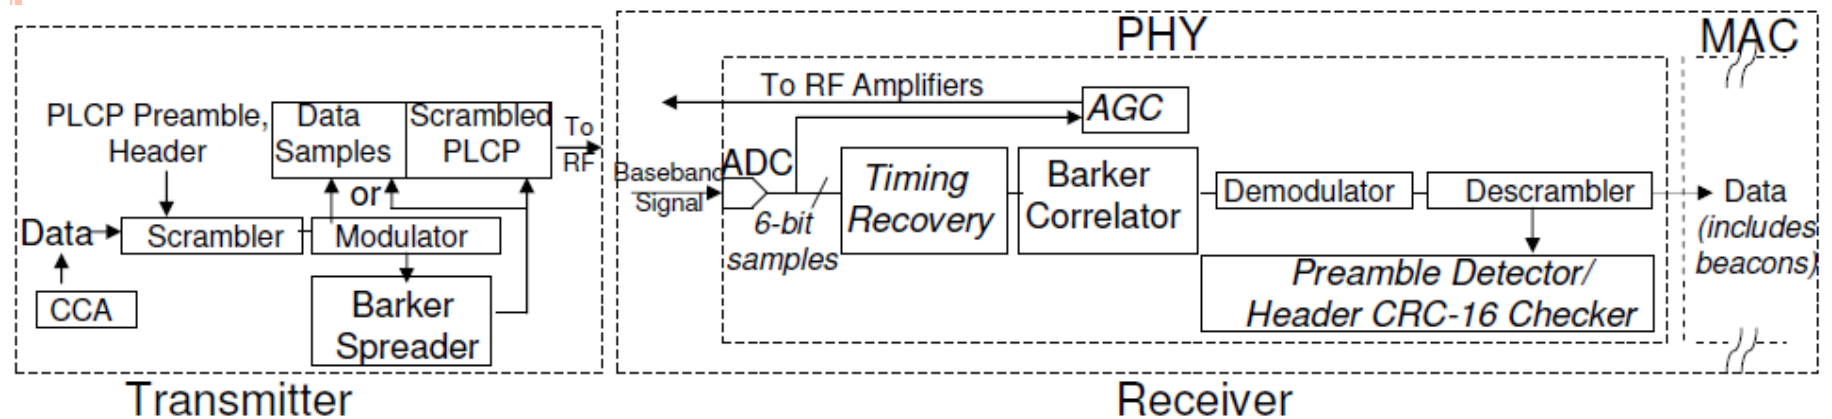 PHY
MAC
To RF Amplifiers
AGC
PLCP Preamble,
Header
Data
Samples
Scrambled
PLCP
To
RF
or
Data
Scrambler
Modulator
CCA
Barker
Spreader
Transmitter
Baseband
Signal
ADC
6-bit
samples
Timing
Recovery
Barker
Correlator
Demodulator
Descrambler
Data
(includes
beacons)
Preamble Detector/
Header CRC-16 Checker
Receiver